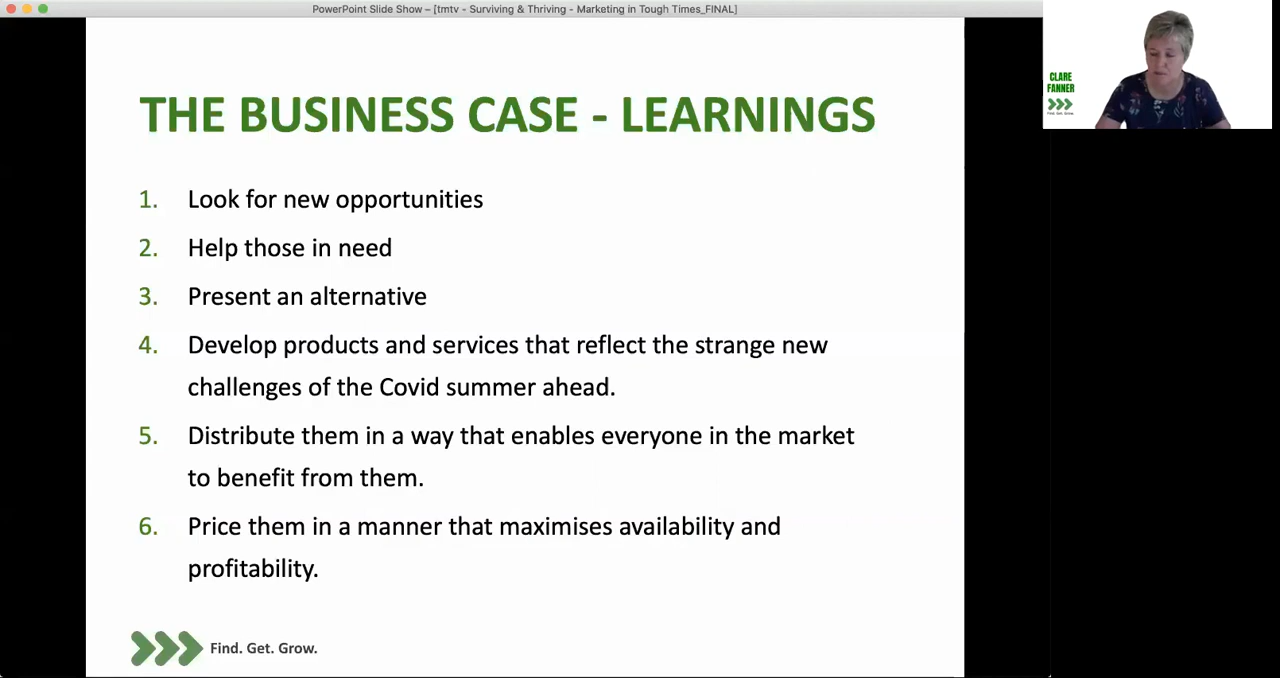 PowerPoint Slide Show – [tmtv - Surviving & Thriving - Marketing in Tough Times_FINAL]
CLARE
FANNER
Find. Get. Grow.
THE BUSINESS CASE - LEARNINGS
1. Look for new opportunities
2. Help those in need
3. Present an alternative
4. Develop products and services that reflect the strange new
challenges of the Covid summer ahead.
5. Distribute them in a way that enables everyone in the market
to benefit from them.
6. Price them in a manner that maximises availability and
profitability.
Find. Get. Grow.